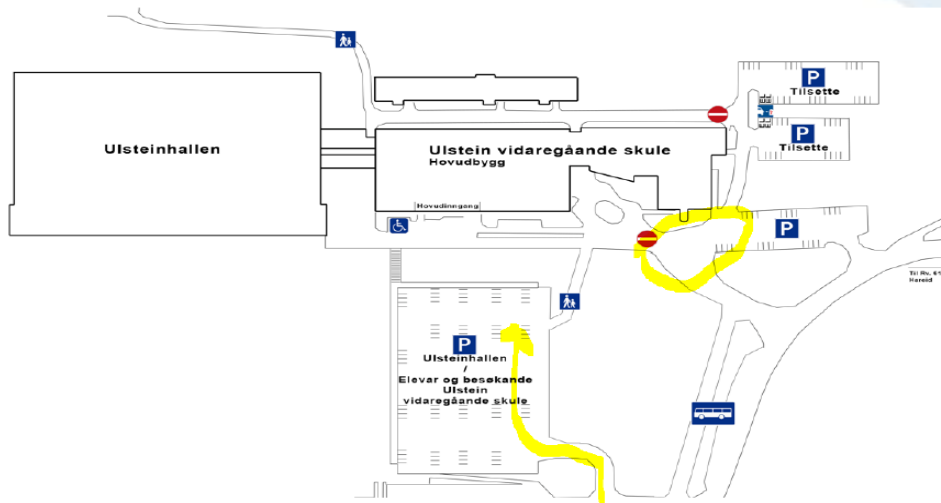 P
Tilsette
Ulsteinhallen
Ulstein vidaregåande skule
Hovudbygg
P
Tilsette
Hovudinngang
P
Til Rv. 61
Hareid
P
Ulsteinhallen
/
Elevar og besøkande
Ulstein
vidaregåande skule